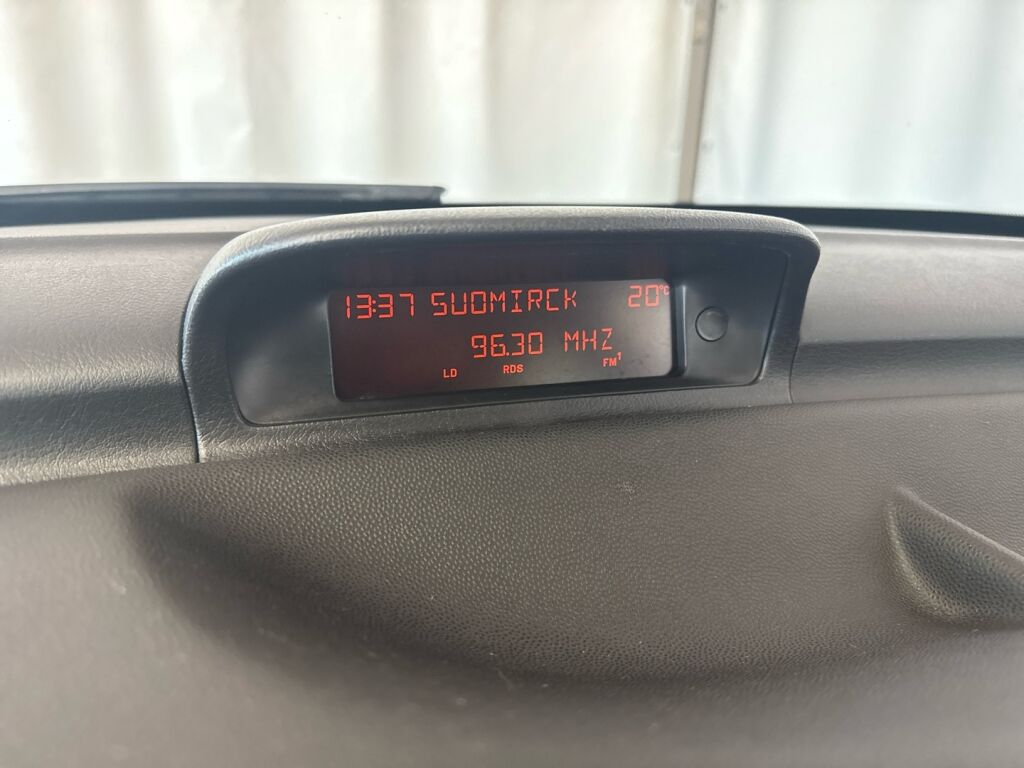 13:37 SUOMIRCK 20°C
96.30 MHZ
LD RDS FM1